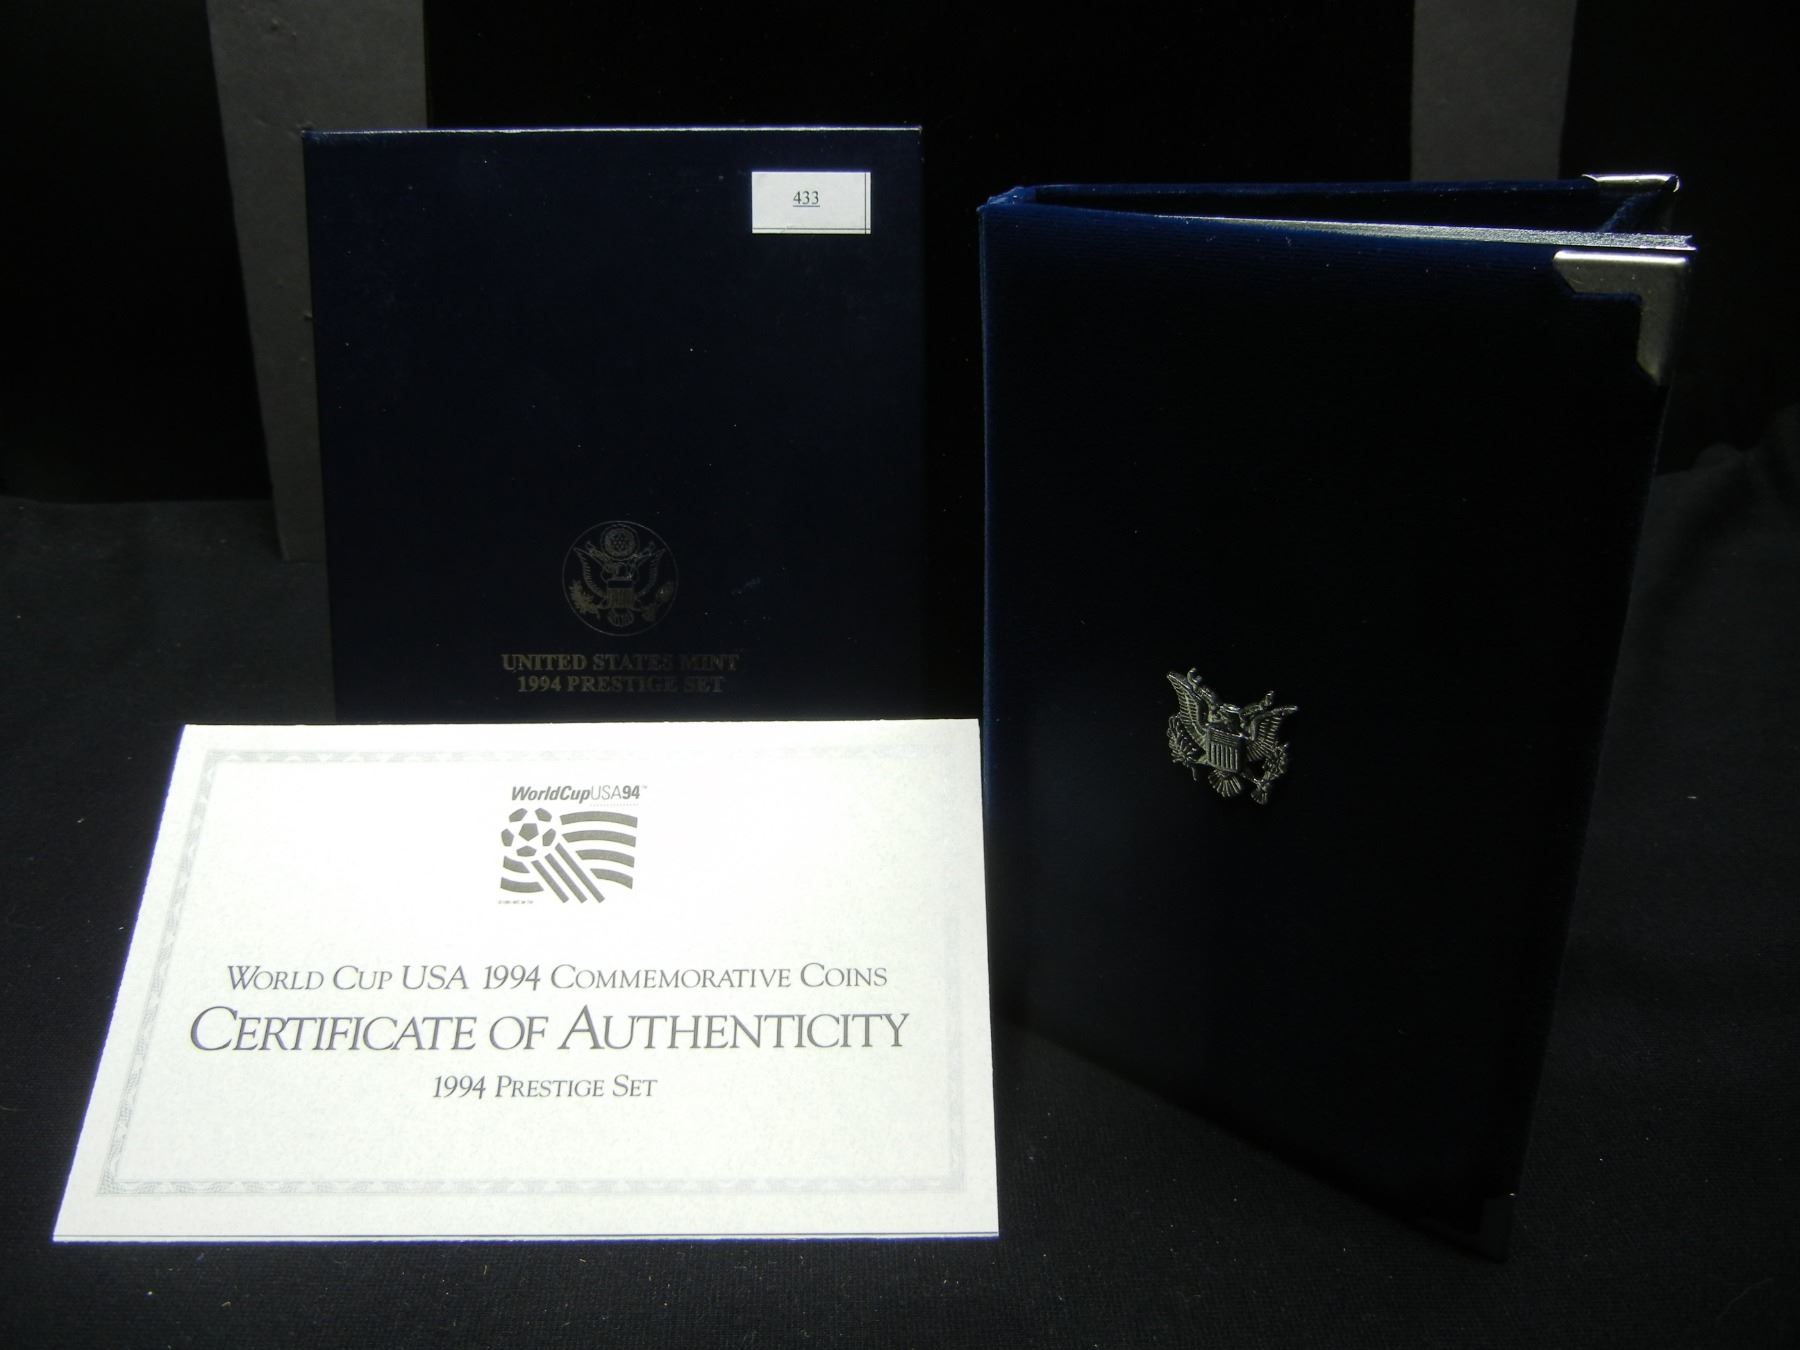 433
UNITED STATES MINT
1994 PRESTIGE SET
WorldCupUSA94™
WORLD CUP USA 1994 COMMEMORATIVE COINS
CERTIFICATE OF AUTHENTICITY
1994 PRESTIGE SET